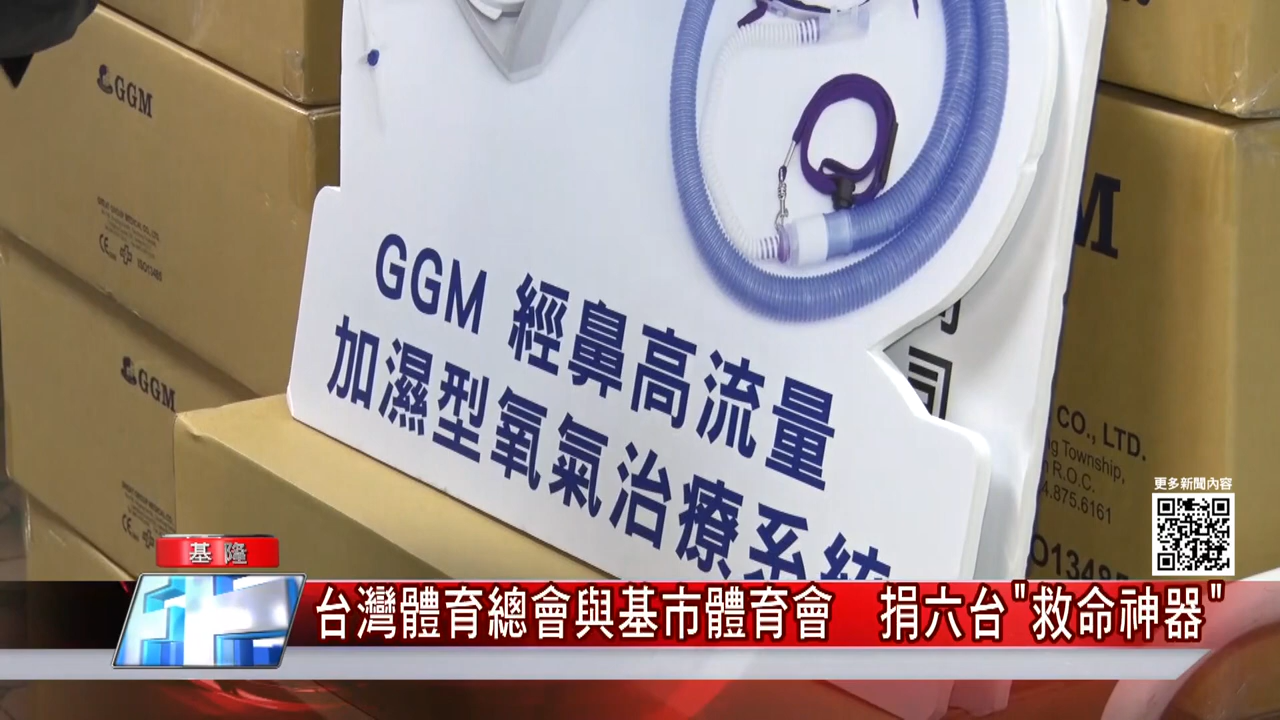 GGM
GGM
GGM 經鼻高流量
加濕型氧氣治療系統
司
CO., LTD.
Township,
R.O.C.
875.6161
更多新聞內容
基隆
台灣體育總會與基市體育會 捐六台"救命神器"